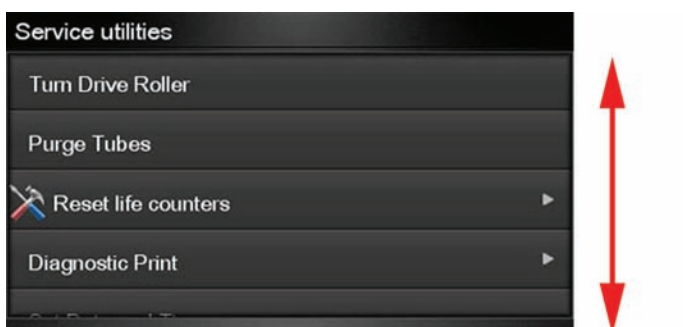 Service utilities
Turn Drive Roller
Purge Tubes
Reset life counters
Diagnostic Print